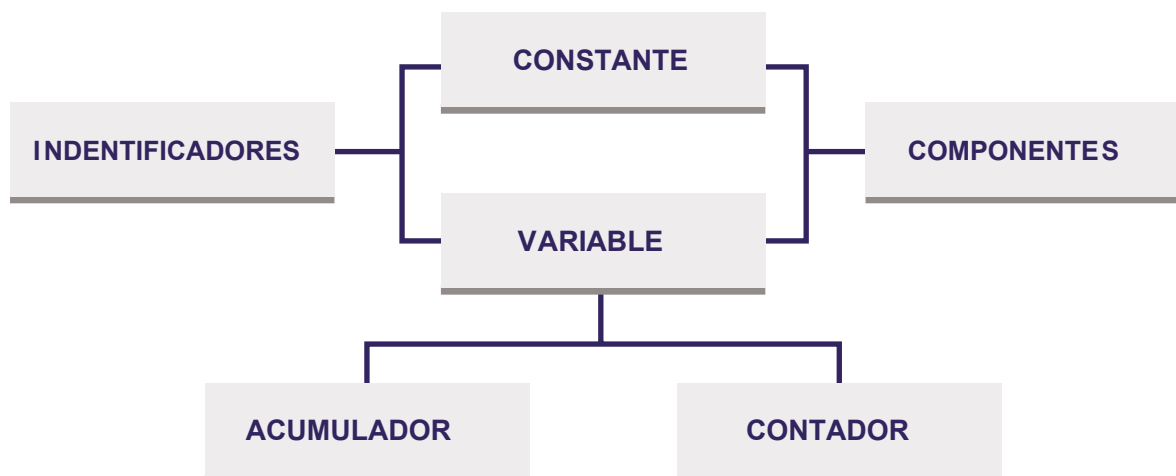 CONSTANTE
INDENTIFICADORES
COMPONENTES
VARIABLE
ACUMULADOR
CONTADOR